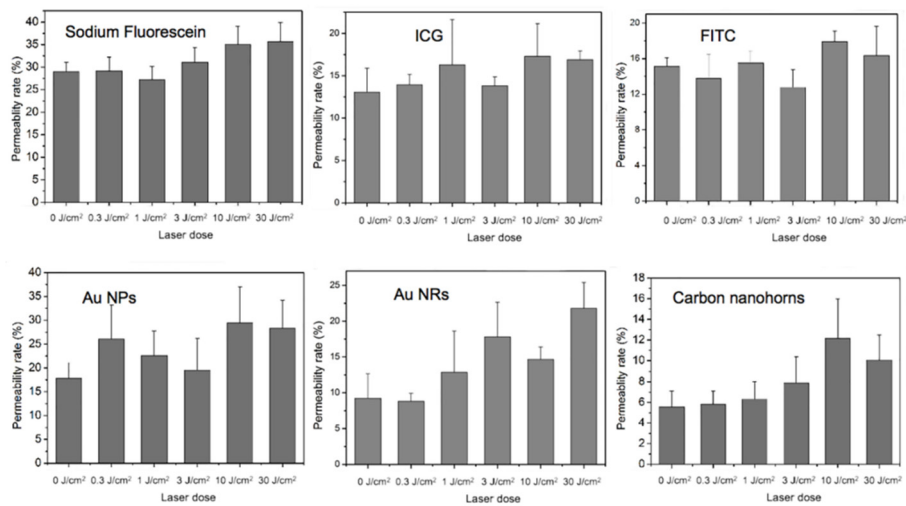 Sodium Fluorescein
Permeablity rate (%)
40
35
30
25
20
15
10
5
0
0 J/cm² 0.3 J/cm² 1 J/cm² 3 J/cm² 10 J/cm² 30 J/cm²
Laser dose
ICG
Permeability rate (%)
20
15
10
5
0
0 J/cm² 0.3 J/cm² 1 J/cm² 3 J/cm² 10 J/cm² 30 J/cm²
Laser dose
FITC
Permeability rate (%)
20
16
12
8
4
0
0 J/cm² 0.3 J/cm² 1 J/cm² 3 J/cm² 10 J/cm² 30 J/cm²
Laser dose
Au NPs
Permeablity rate (%)
40
35
30
25
20
15
10
5
0
0 J/cm² 0.3 J/cm² 1 J/cm² 3 J/cm² 10 J/cm² 30 J/cm²
Laser dose
Au NRs
Permeablity rate (%)
25
20
15
10
5
0
0 J/cm² 0.3 J/cm² 1 J/cm² 3 J/cm² 10 J/cm² 30 J/cm²
Laser dose
Carbon nanohorns
Permeablity rate (%)
18
16
14
12
10
8
6
4
2
0
0 J/cm² 0.3 J/cm² 1 J/cm² 3 J/cm² 10 J/cm² 30 J/cm²
Laser dose